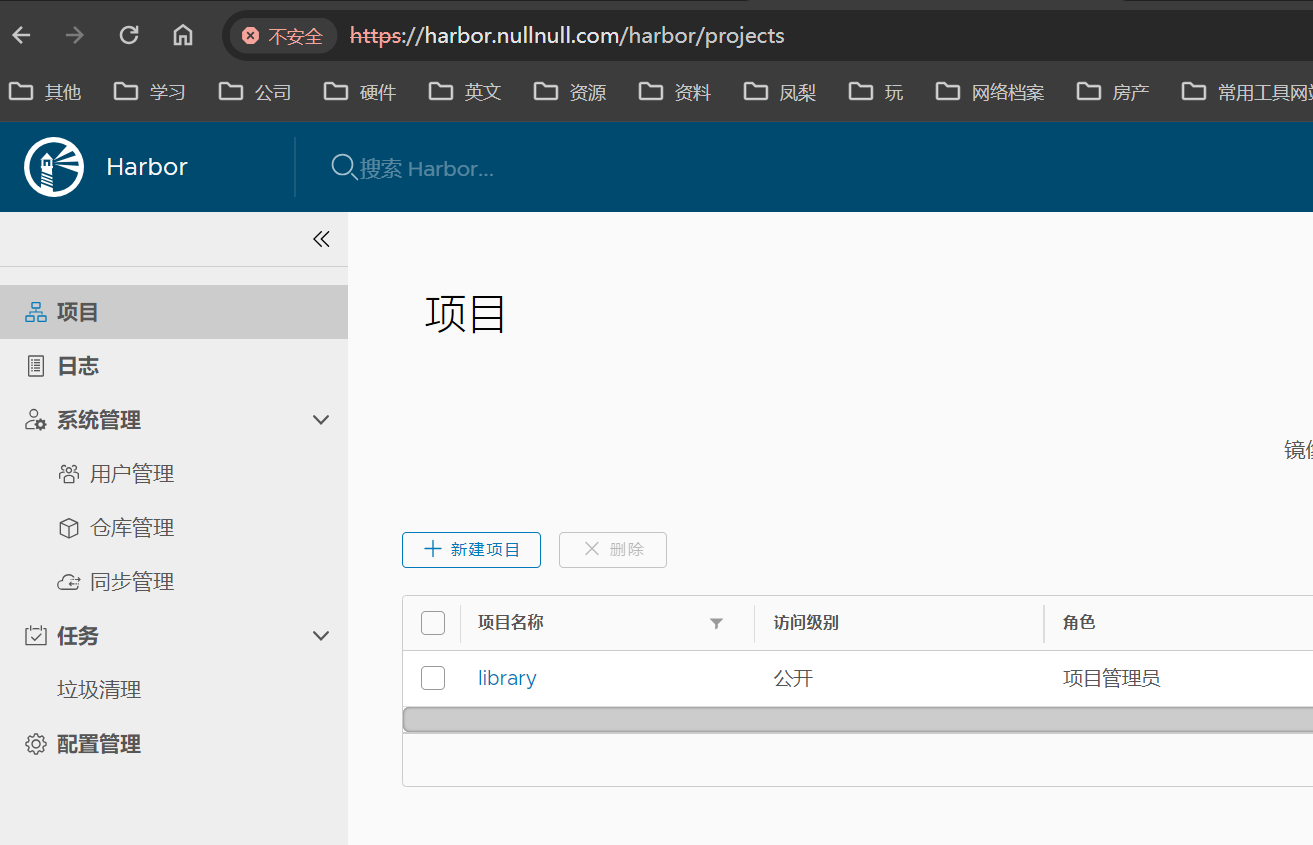 不安全 https://harbor.nullnull.com/harbor/projects
其他 学习 公司 硬件 英文 资源 资料 凤梨 玩 网络档案 房产 常用工具网
Harbor 搜索 Harbor...
项目
日志
系统管理
用户管理
仓库管理
同步管理
任务
垃圾清理
配置管理
项目
新建项目 删除
项目名称 访问级别 角色
library 公开 项目管理员